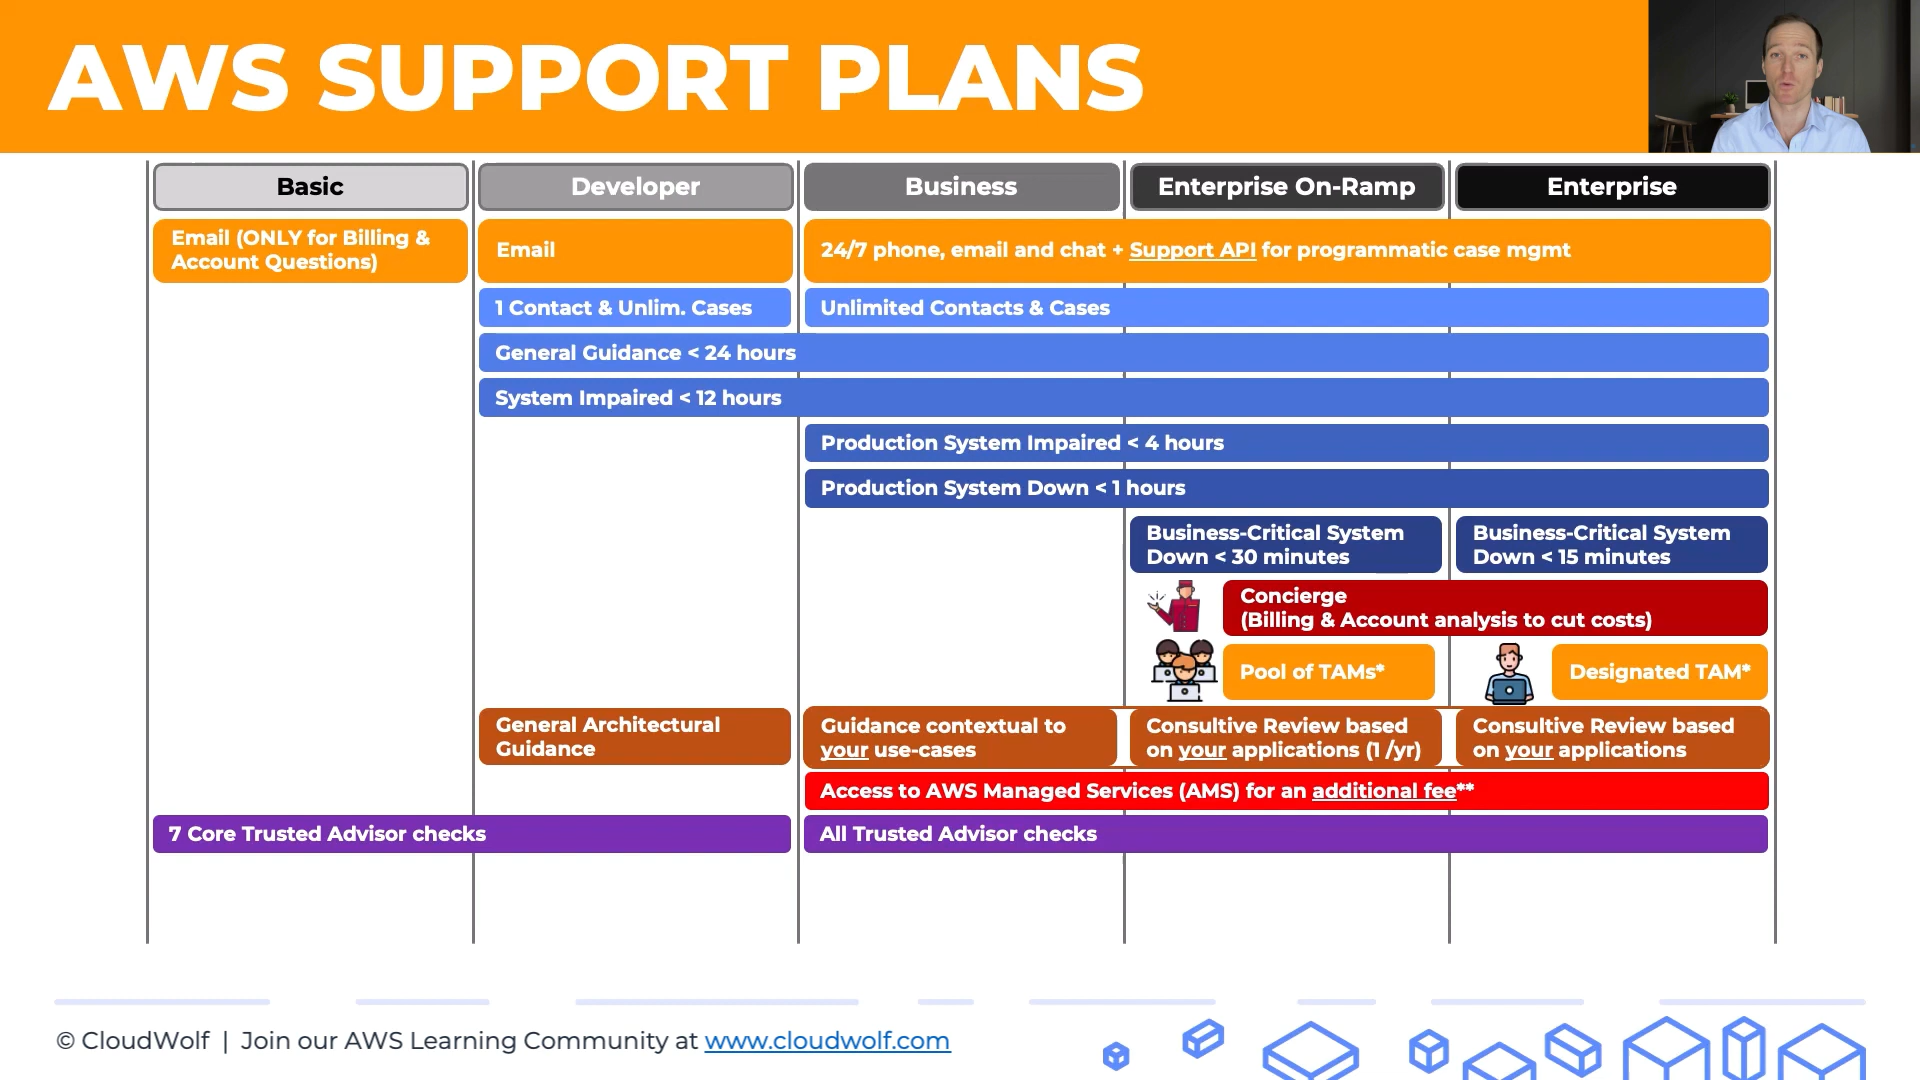 AWS SUPPORT PLANS
Basic
Developer
Business
Enterprise On-Ramp
Enterprise
Email (ONLY for Billing &
Account Questions)
Email
24/7 phone, email and chat + Support API for programmatic case mgmt
1 Contact & Unlim. Cases
Unlimited Contacts & Cases
General Guidance < 24 hours
System Impaired < 12 hours
Production System Impaired < 4 hours
Production System Down < 1 hours
Business-Critical System
Down < 30 minutes
Business-Critical System
Down < 15 minutes
Concierge
(Billing & Account analysis to cut costs)
Pool of TAMs*
Designated TAM*
General Architectural
Guidance
Guidance contextual to
your use-cases
Consultive Review based
on your applications (1 /yr)
Consultive Review based
on your applications
Access to AWS Managed Services (AMS) for an additional fee**
7 Core Trusted Advisor checks
All Trusted Advisor checks
© CloudWolf | Join our AWS Learning Community at www.cloudwolf.com